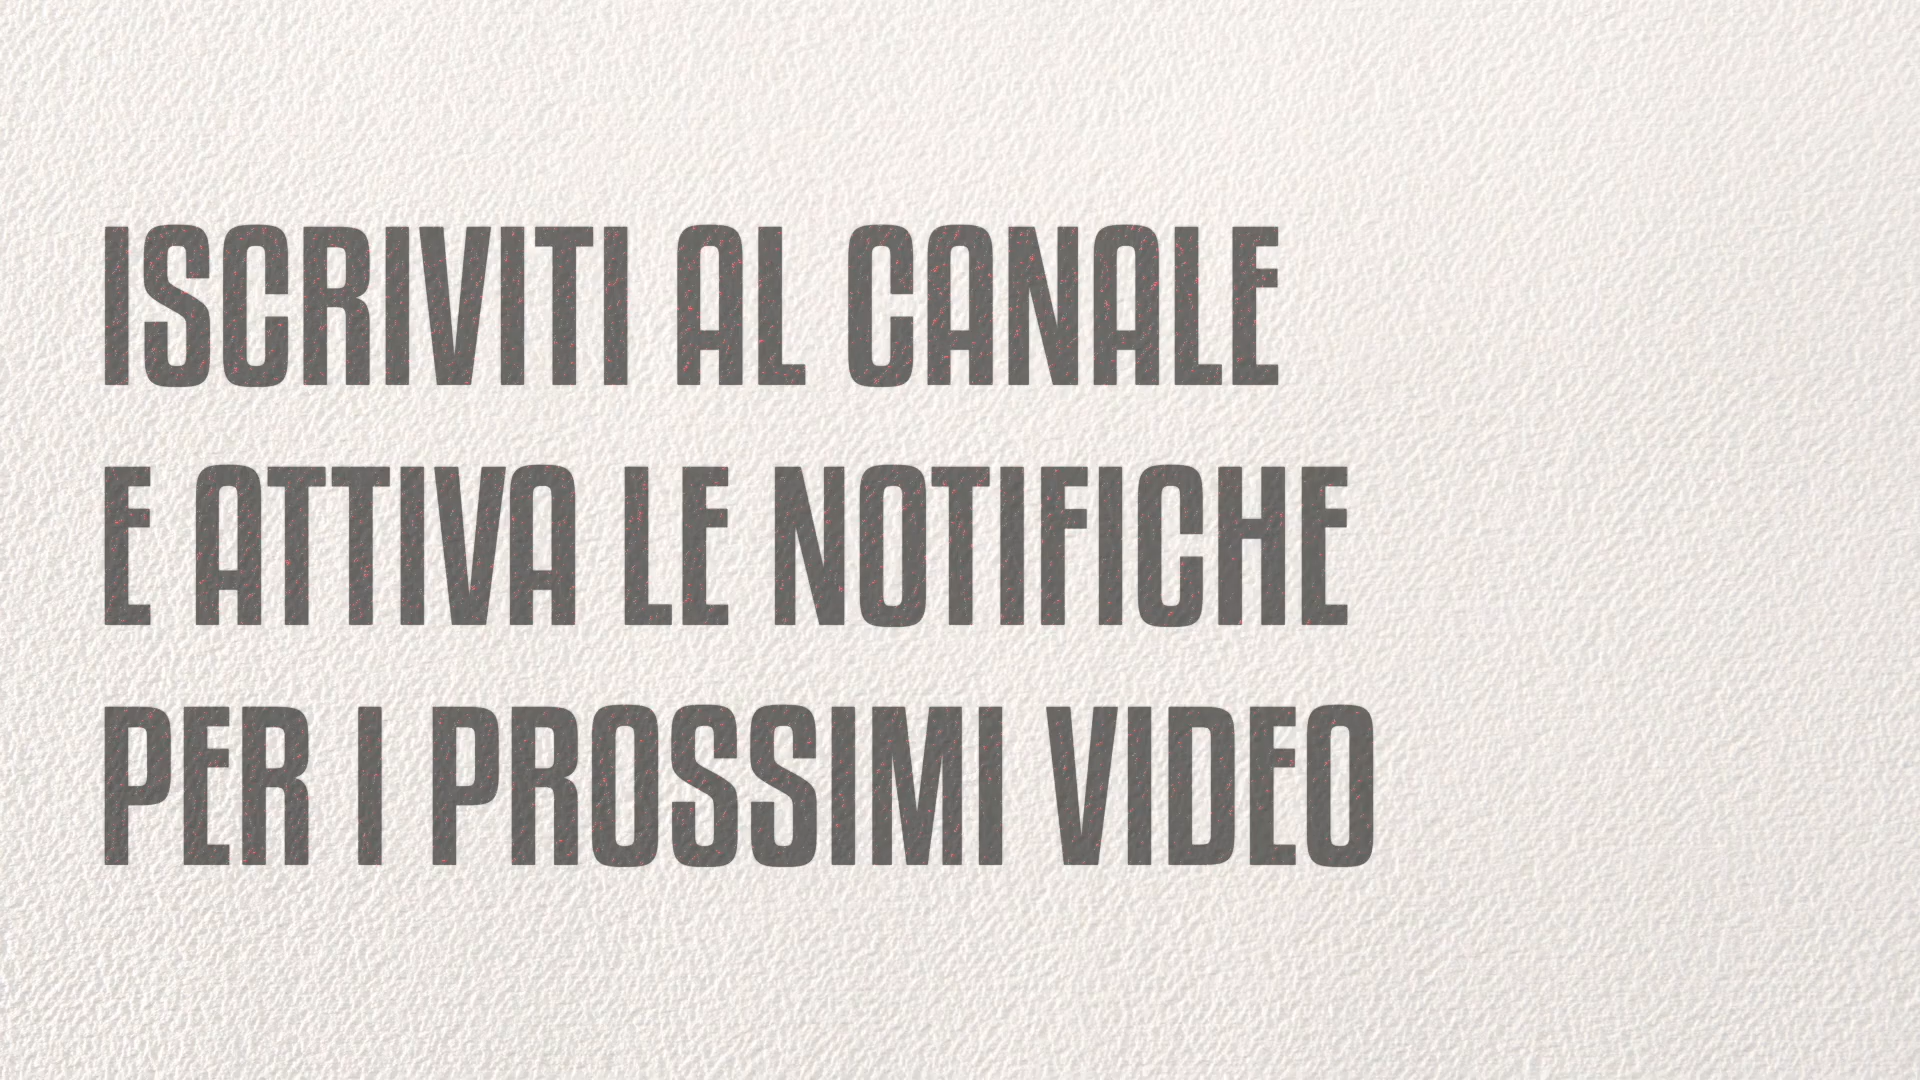 ISCRIVITI AL CANALE
E ATTIVA LE NOTIFICHE
PER I PROSSIMI VIDEO